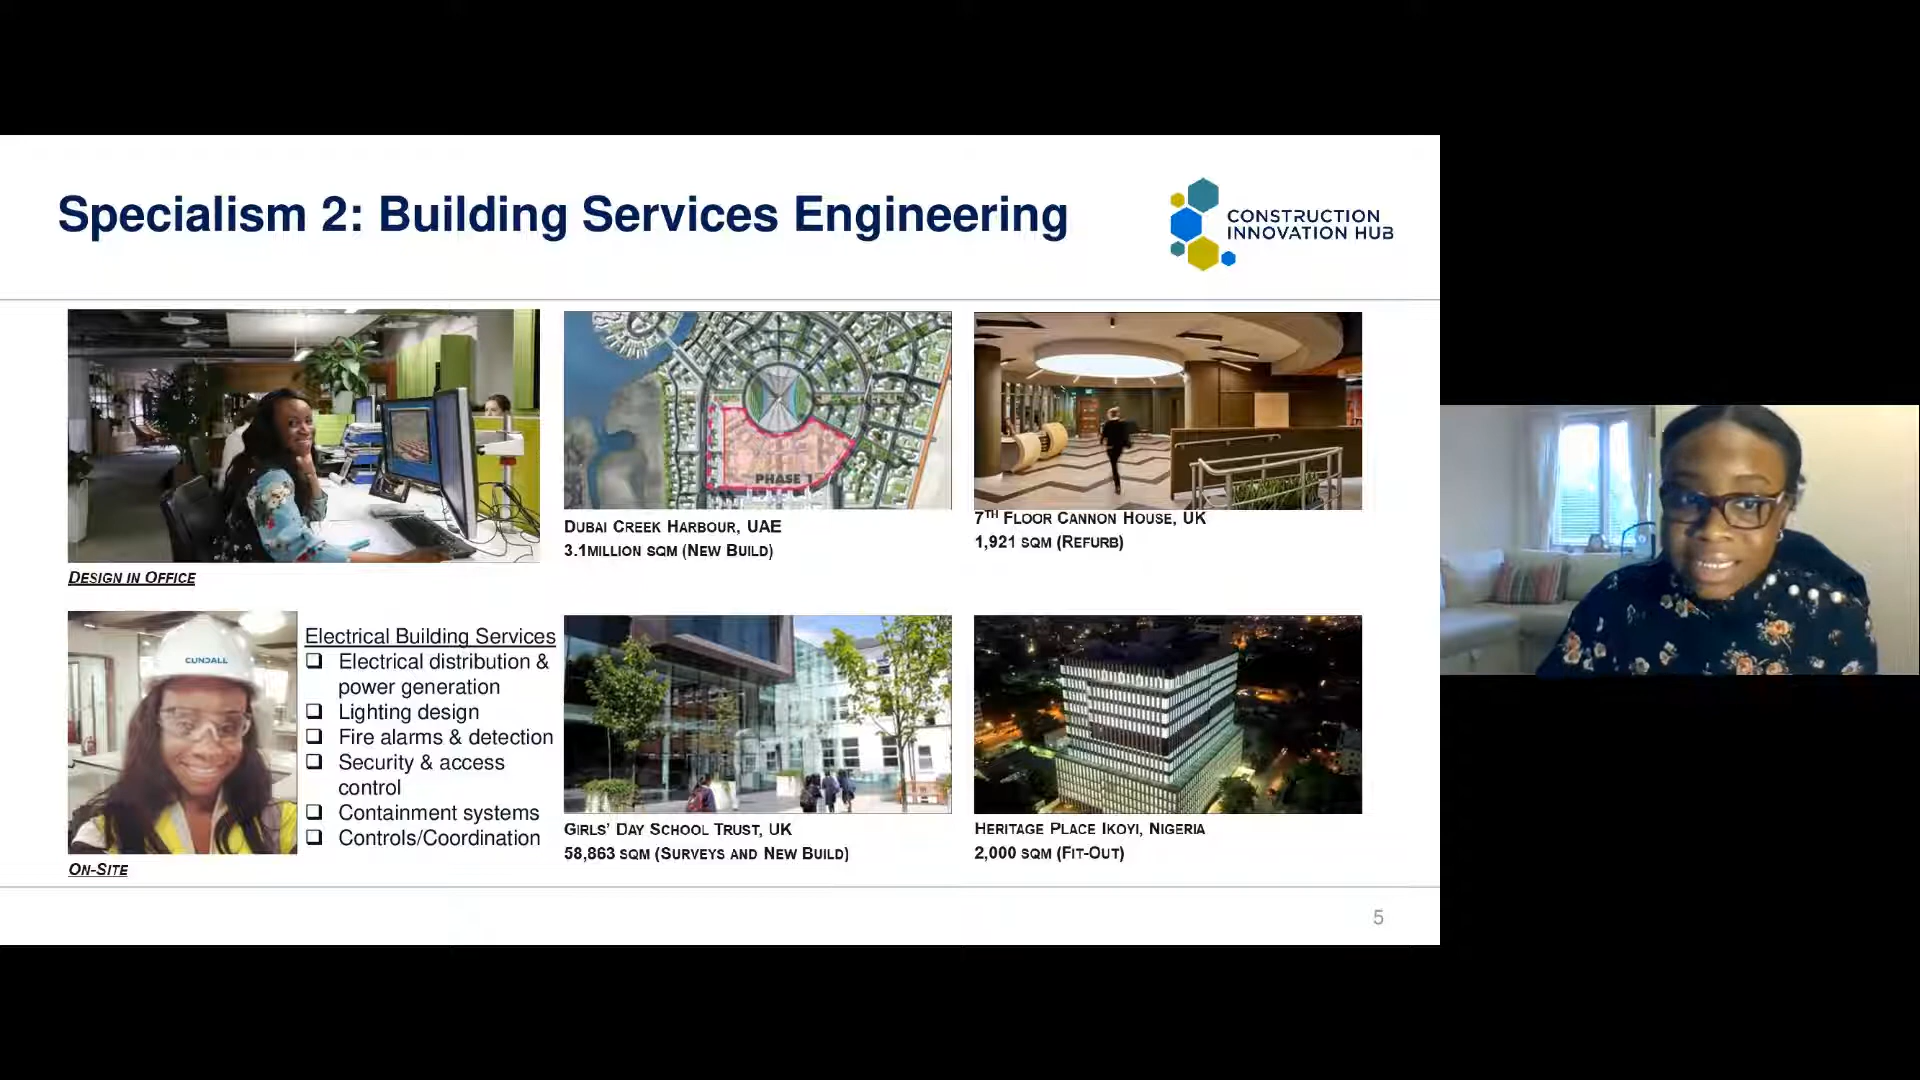 Specialism 2: Building Services Engineering
CONSTRUCTION
INNOVATION HUB
DESIGN IN OFFICE
PHASE 1
DUBAI CREEK HARBOUR, UAE
3.1MILLION SQM (NEW BUILD)
7TH FLOOR CANNON HOUSE, UK
1,921 SQM (REFURB)
CUNDALL
ON-SITE
Electrical Building Services
❑ Electrical distribution &
power generation
❑ Lighting design
❑ Fire alarms & detection
❑ Security & access
control
❑ Containment systems
❑ Controls/Coordination
GIRLS' DAY SCHOOL TRUST, UK
58,863 SQM (SURVEYS AND NEW BUILD)
HERITAGE PLACE IKOYI, NIGERIA
2,000 SQM (FIT-OUT)
5